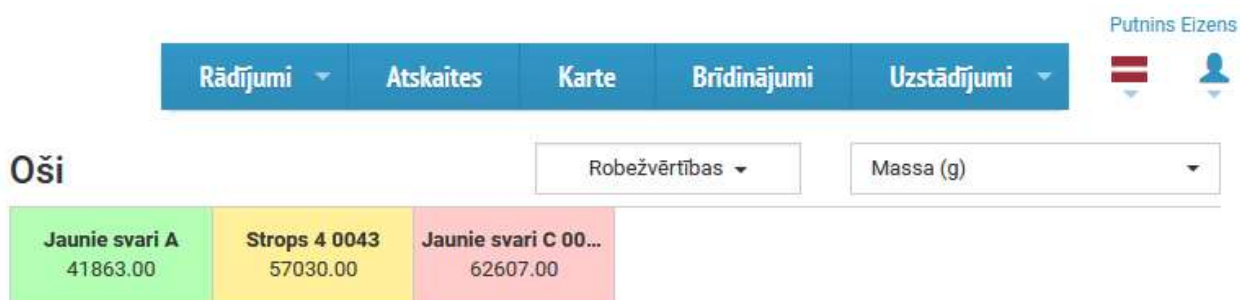 Putnins Eizens
Rādījumi Atskaites Karte Brīdinājumi Uzstādījumi
Oši Robežvērtības Massa (g)
Jaunie svari A Strops 4 0043 Jaunie svari C 00...
41863.00 57030.00 62607.00